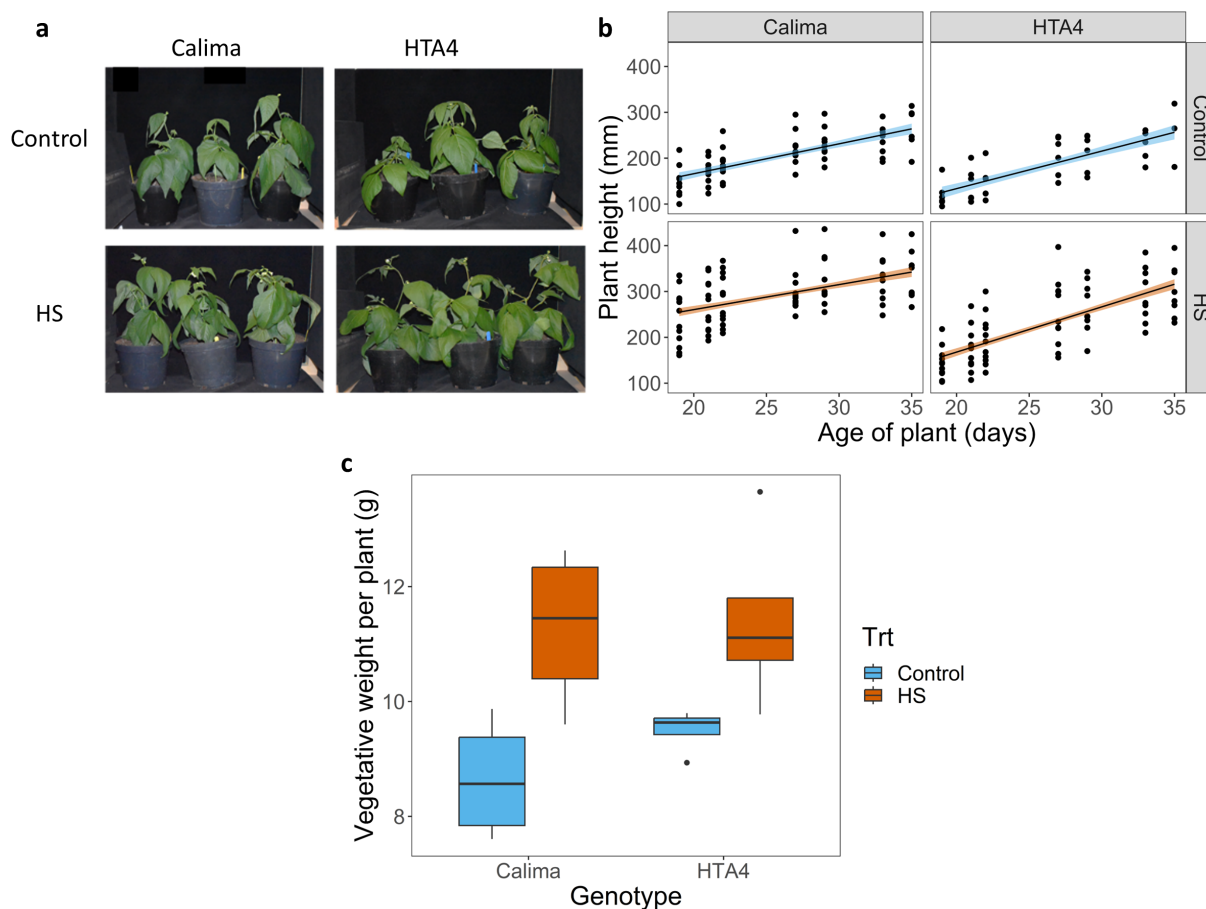 a
Calima HTA4
Control
HS
b
Calima HTA4
Plant height (mm)
400
300
200
100
Control
400
300
200
100
HS
20 25 30 35 20 25 30 35
Age of plant (days)
c
Vegetative weight per plant (g)
12
10
8
Calima HTA4
Genotype
Trt
Control
HS